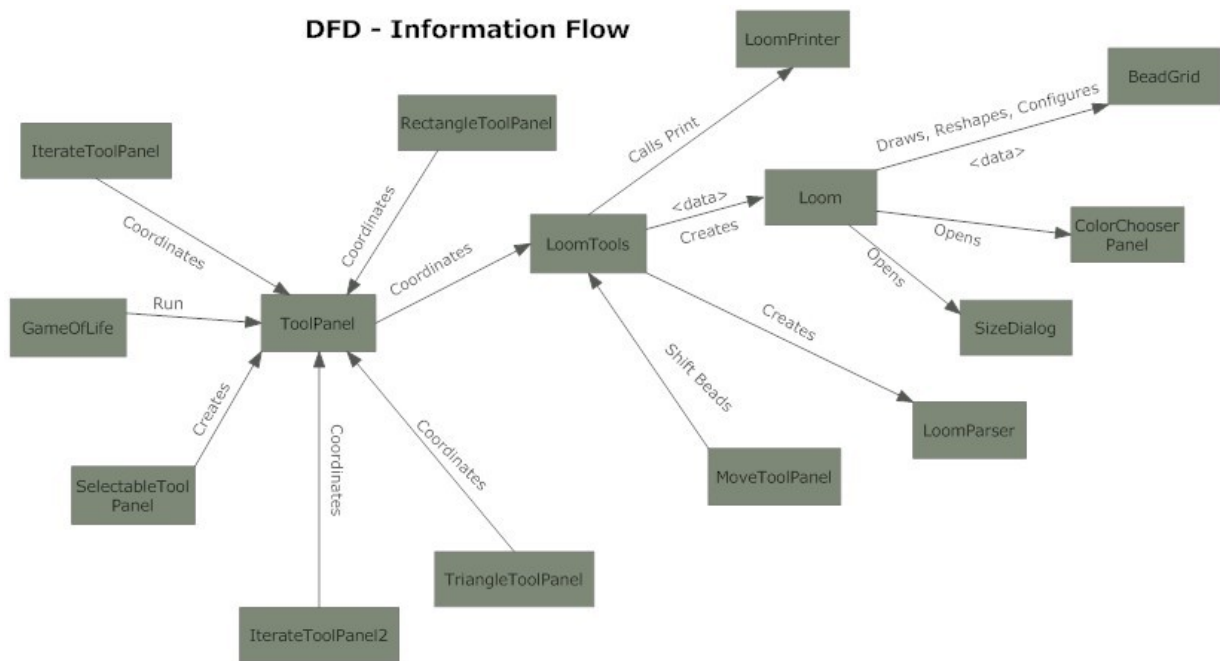 DFD - Information Flow
LoomPrinter
BeadGrid
RectangleToolPanel
IterateToolPanel
Calls Print
Draws, Reshapes, Configures
<data>
Coordinates
Coordinates
Loom
<data>
Creates
LoomTools
Coordinates
Opens
ColorChooser
Panel
Opens
Run
GameOfLife
ToolPanel
SizeDialog
Creates
Shift Beads
Creates
LoomParser
Coordinates
Coordinates
SelectableTool
Panel
MoveToolPanel
TriangleToolPanel
IterateToolPanel2